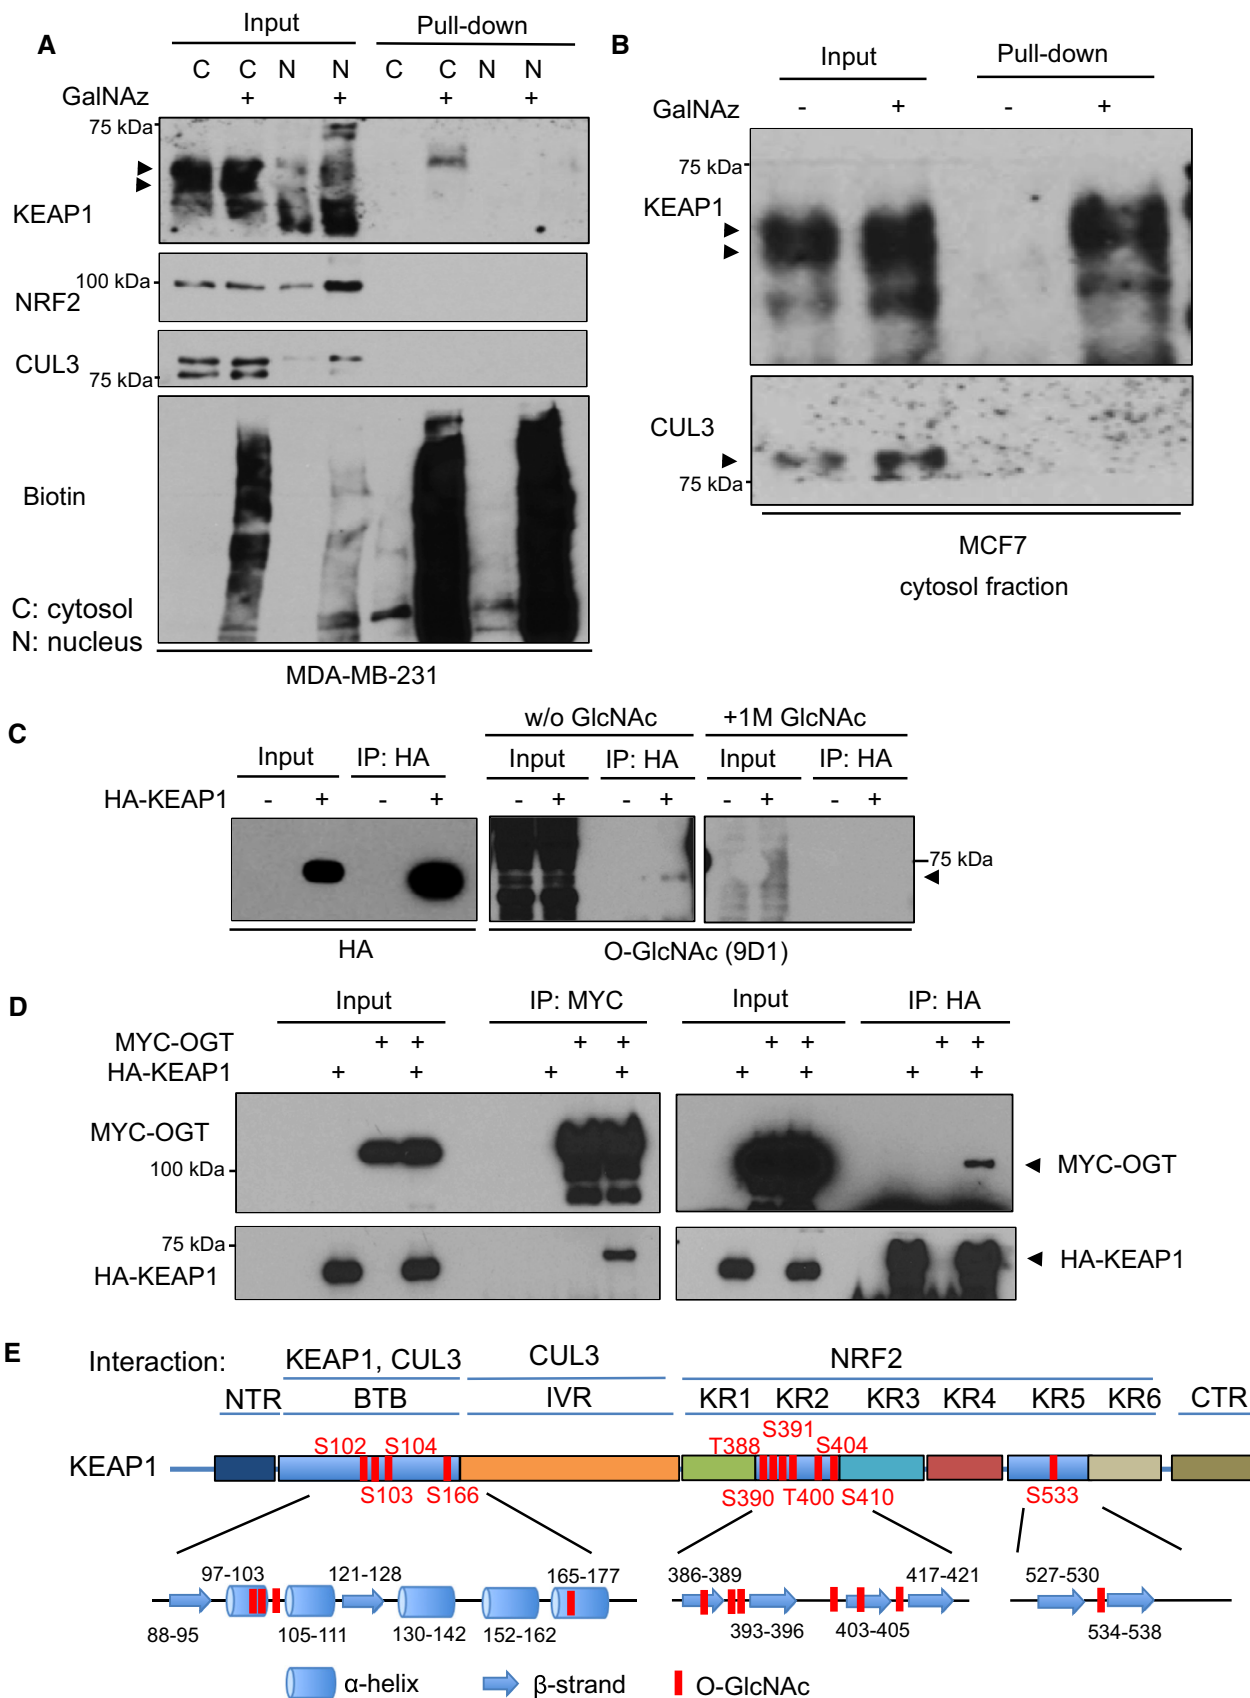 A
Input
Pull-down
C C N N C C N N
GalNAz + + + +
75 kDa
KEAP1
100 kDa
NRF2
CUL3
75 kDa
Biotin
C: cytosol
N: nucleus
MDA-MB-231
B
Input
Pull-down
GalNAz - + - +
75 kDa
KEAP1
CUL3
75 kDa
MCF7
cytosol fraction
C
w/o GlcNAc
+1M GlcNAc
Input IP: HA Input IP: HA Input IP: HA
HA-KEAP1 - + - + - + - + - + - +
75 kDa
HA
O-GlcNAc (9D1)
D
Input IP: MYC Input IP: HA
MYC-OGT + + + + + + + +
HA-KEAP1 + + + + + + + +
MYC-OGT
100 kDa
MYC-OGT
75 kDa
HA-KEAP1
HA-KEAP1
E
Interaction: KEAP1, CUL3 CUL3 NRF2
NTR BTB IVR KR1 KR2 KR3 KR4 KR5 KR6 CTR
S391
S102 S104 T388 S404
KEAP1
S103 S166 S390 T400 S410 S533
97-103 121-128 165-177 386-389 417-421 527-530
88-95 105-111 130-142 152-162 393-396 403-405 534-538
α-helix β-strand O-GlcNAc